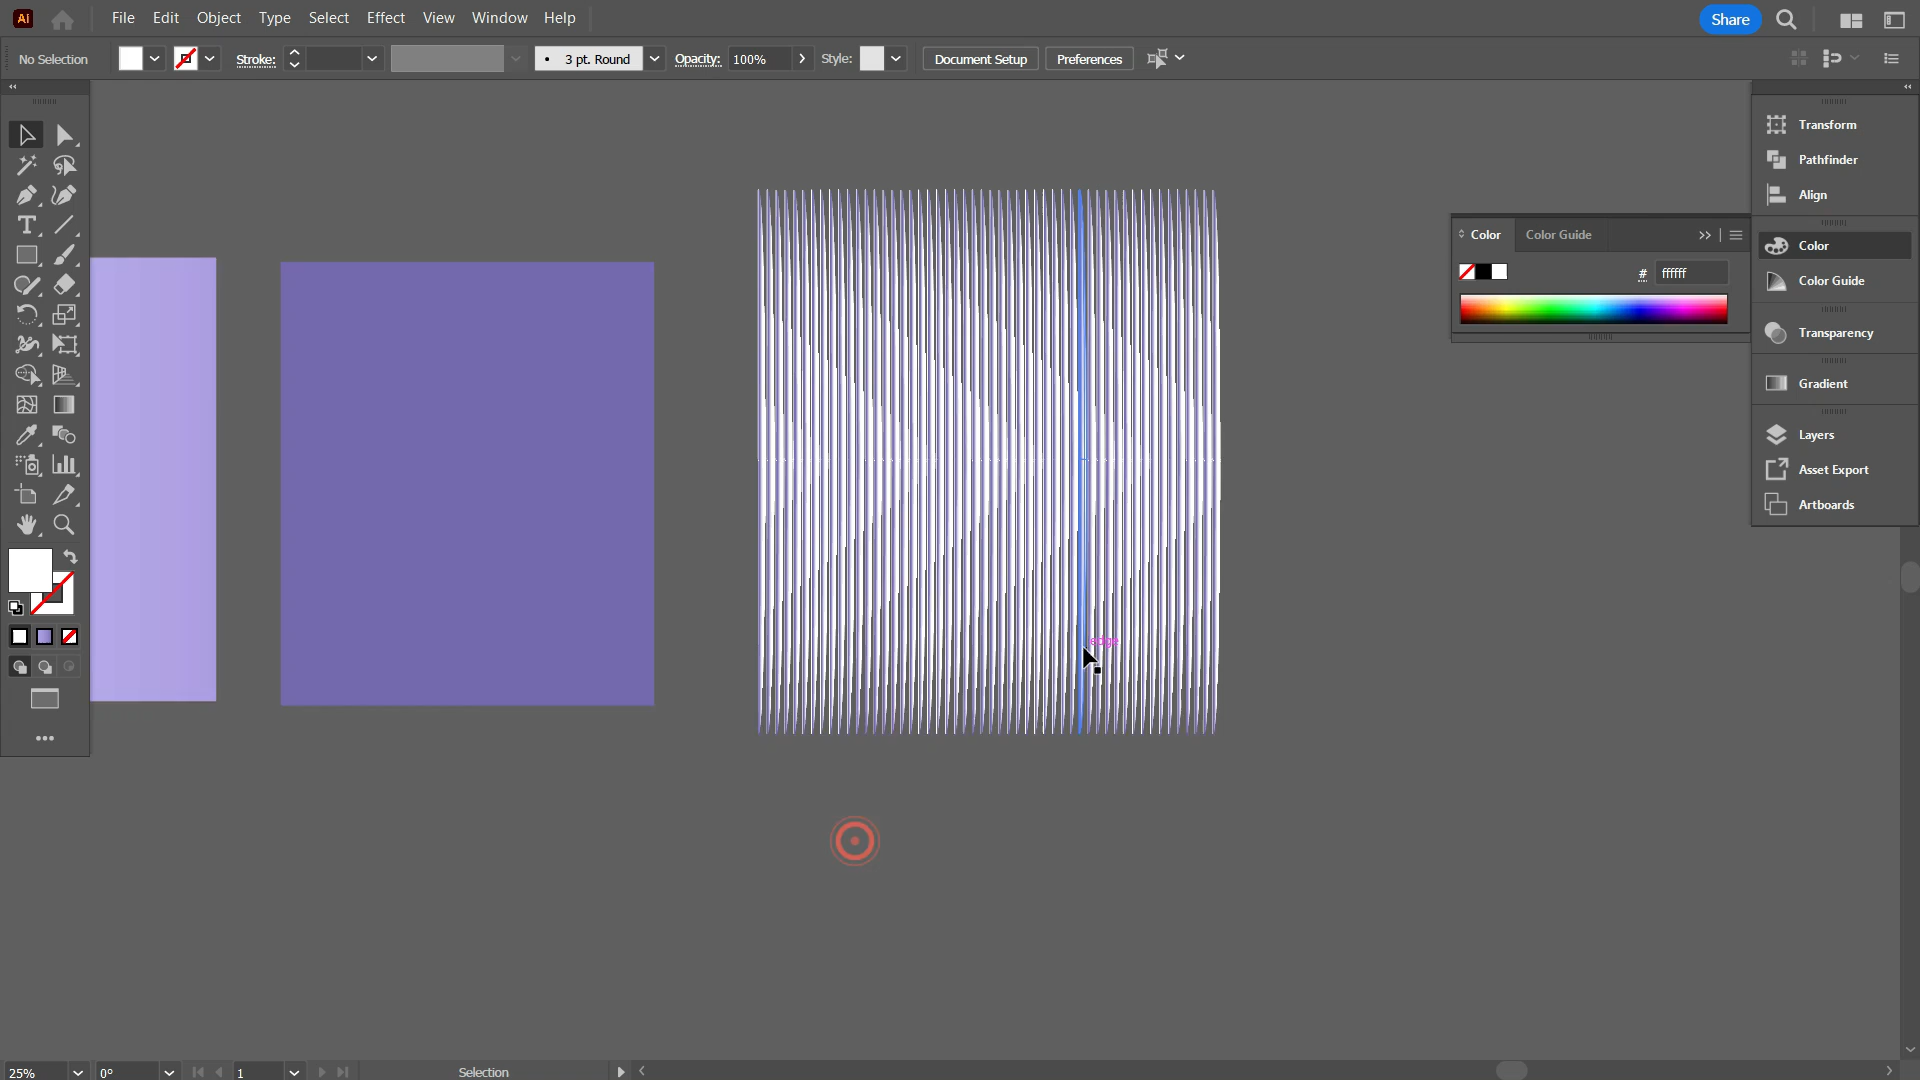 Ai File Edit Object Type Select Effect View Window Help Share
No Selection Stroke: 3 pt. Round Opacity: 100% Style: Document Setup Preferences
Transform
Pathfinder
Align
Color Color Guide
Color
# ffffff
Color Guide
Transparency
Gradient
Layers
Asset Export
Artboards
edge
25% 0° 1 Selection